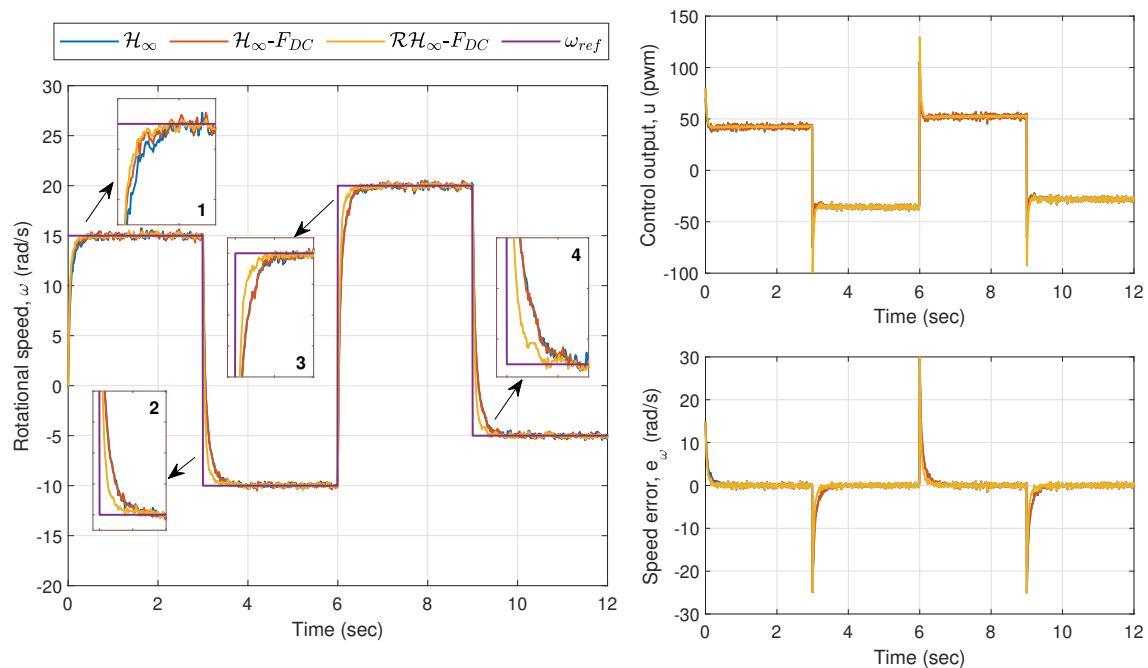 ℋ∞ ℋ∞-F_DC ℛℋ∞-F_DC ω_ref
Rotational speed, ω (rad/s)
30
25
20
15
10
5
0
-5
-10
-15
-20
0 2 4 6 8 10 12
Time (sec)
1
2
3
4
Control output, u (pwm)
150
100
50
0
-50
-100
0 2 4 6 8 10 12
Time (sec)
Speed error, e_ω (rad/s)
30
20
10
0
-10
-20
-30
0 2 4 6 8 10 12
Time (sec)